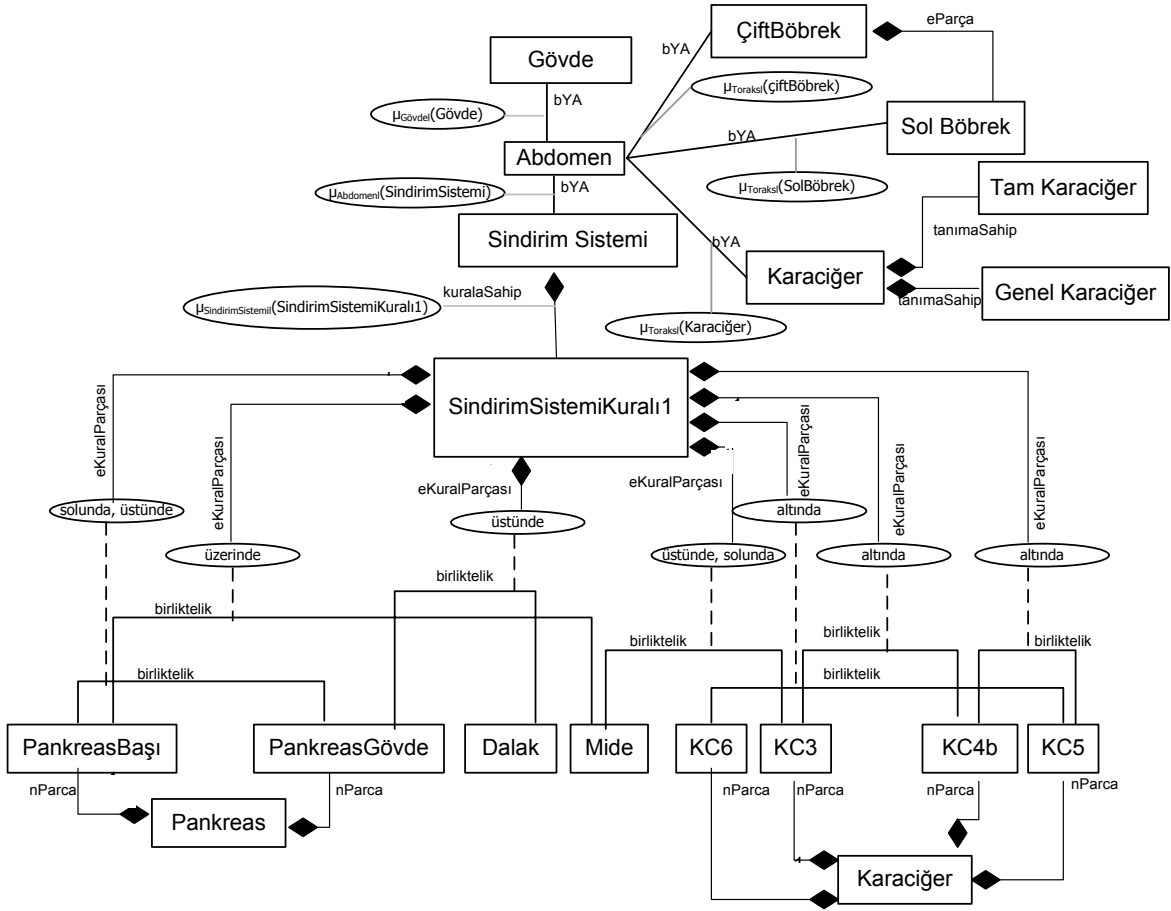 ÇiftBöbrek
eParça
bYA
Gövde
µToraksl(çiftBöbrek)
bYA
µGövdel(Gövde)
Sol Böbrek
bYA
Abdomen
µAbdomenl(SindirimSistemi)
bYA
µToraksl(SolBöbrek)
Tam Karaciğer
tanımaSahip
Sindirim Sistemi
bYA
Karaciğer
Genel Karaciğer
tanımaSahip
kuralaSahip
µSindirimSistemil(SindirimSistemiKuralı1)
µToraksl(Karaciğer)
SindirimSistemiKuralı1
eKuralParçası
eKuralParçası
eKuralParçası
eKuralParçası
eKuralParçası
eKuralParçası
eKuralParçası
solunda, üstünde
üzerinde
üstünde
üstünde, solunda
altında
altında
altında
birliktelik
birliktelik
birliktelik
birliktelik
birliktelik
birliktelik
birliktelik
PankreasBaşı
PankreasGövde
Dalak
Mide
KC6
KC3
KC4b
KC5
nParca
nParca
nParca
nParca
nParca
nParca
Pankreas
Karaciğer